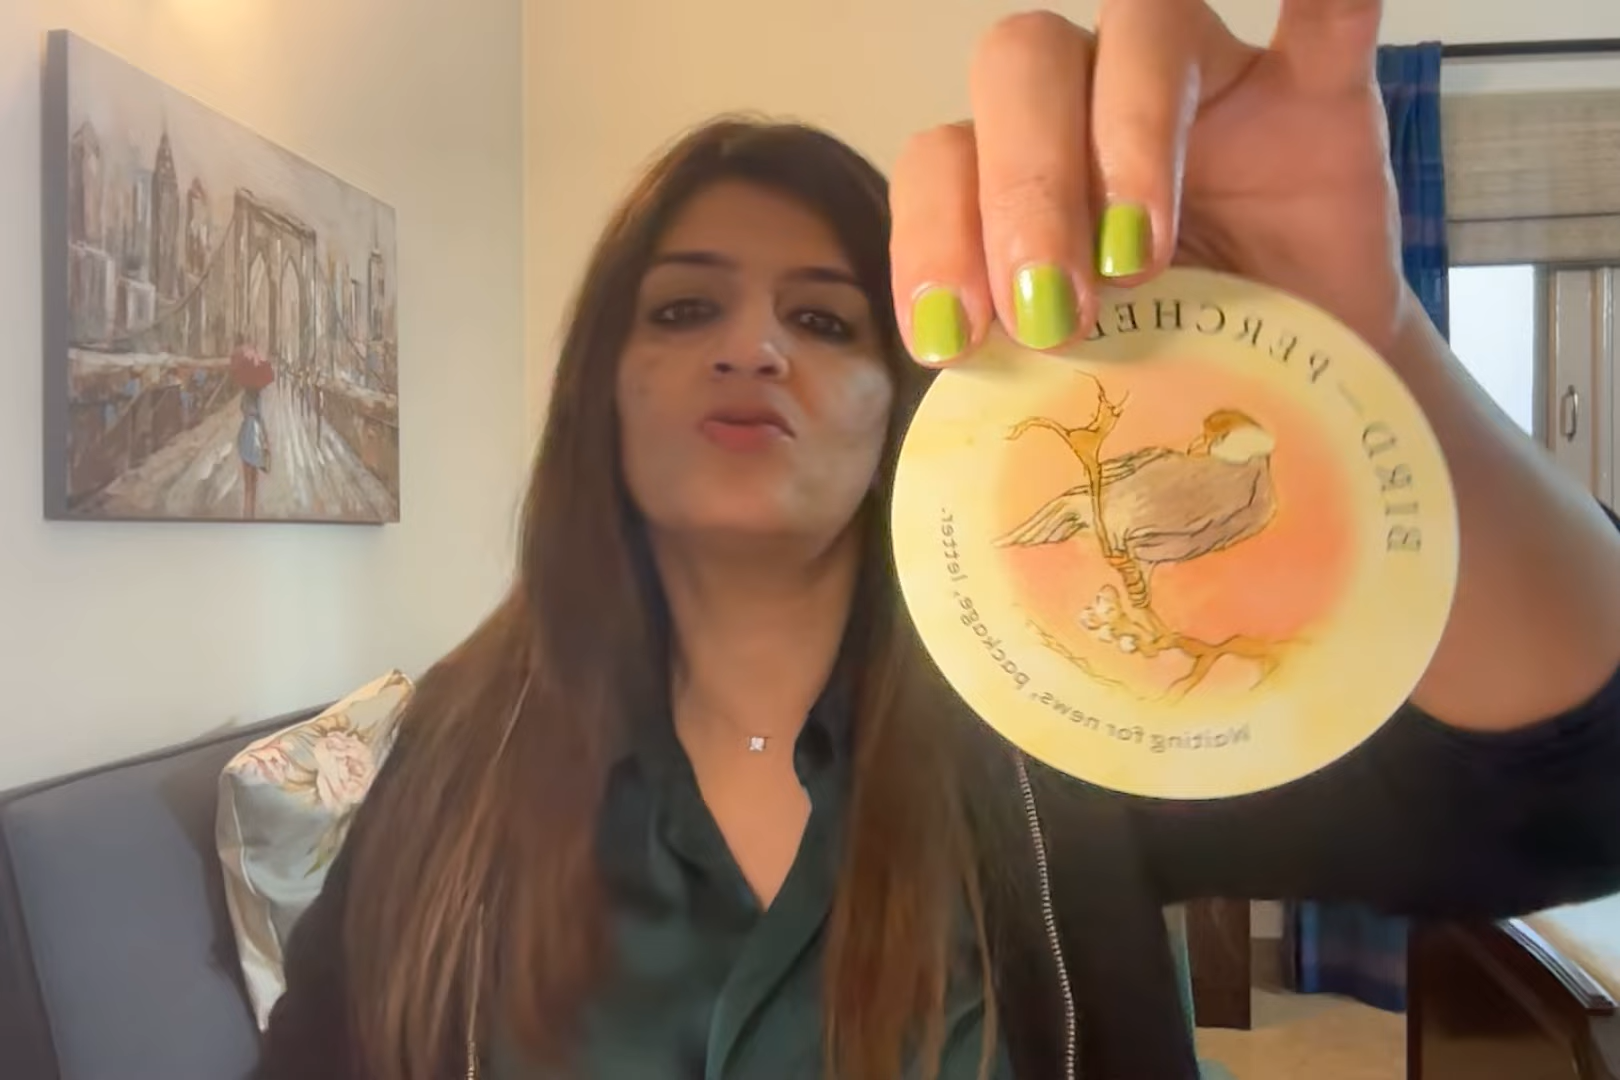 BIRD — PERCHED
Waiting for news, package, letter.